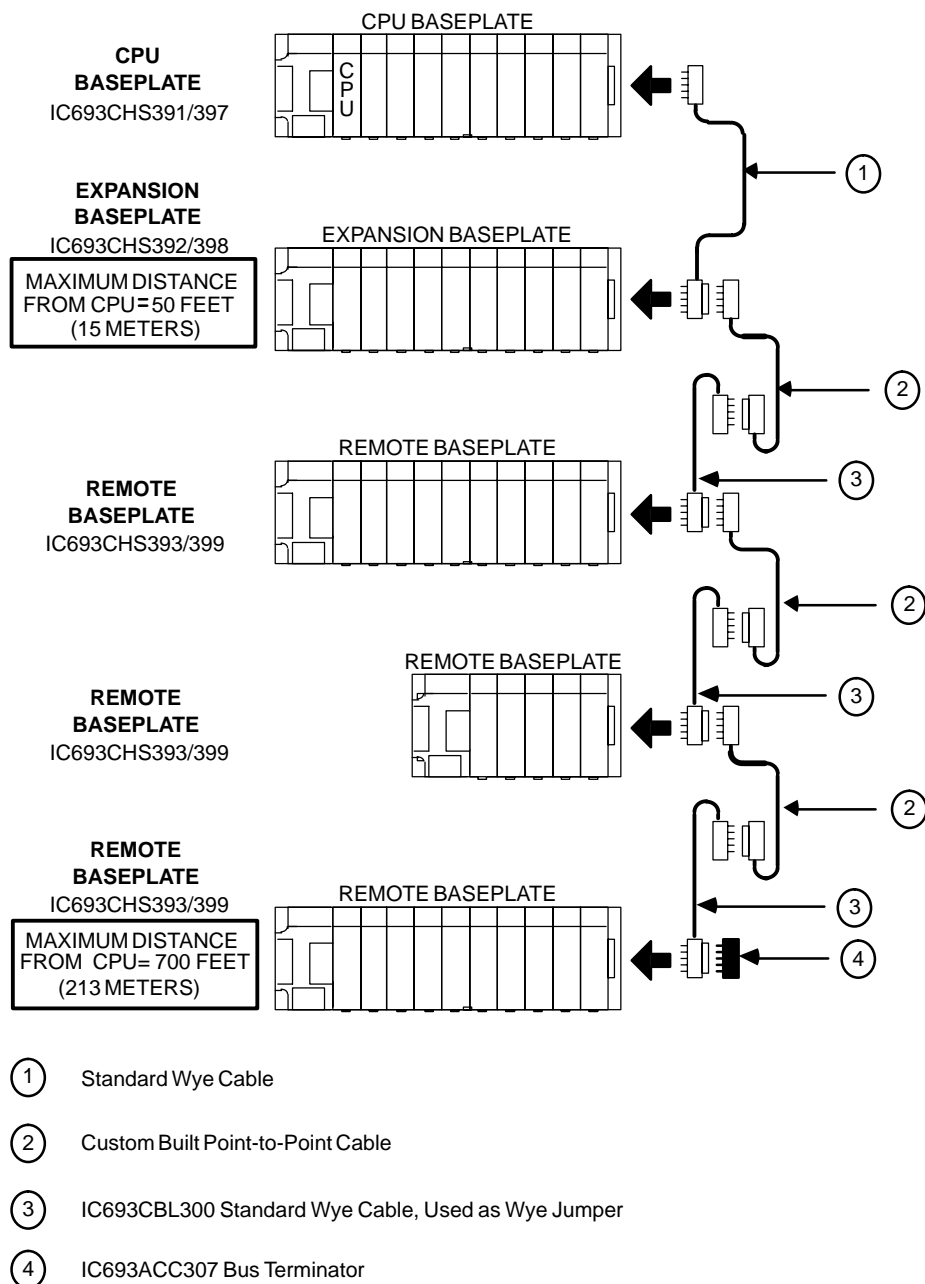 CPU BASEPLATE
CPU
BASEPLATE
IC693CHS391/397
CPU
1
EXPANSION
BASEPLATE
IC693CHS392/398
EXPANSION BASEPLATE
MAXIMUM DISTANCE
FROM CPU=50 FEET
(15 METERS)
2
REMOTE BASEPLATE
3
REMOTE
BASEPLATE
IC693CHS393/399
2
REMOTE BASEPLATE
3
REMOTE
BASEPLATE
IC693CHS393/399
2
REMOTE
BASEPLATE
IC693CHS393/399
REMOTE BASEPLATE
3
MAXIMUM DISTANCE
FROM CPU= 700 FEET
(213 METERS)
4
1 Standard Wye Cable
2 Custom Built Point-to-Point Cable
3 IC693CBL300 Standard Wye Cable, Used as Wye Jumper
4 IC693ACC307 Bus Terminator